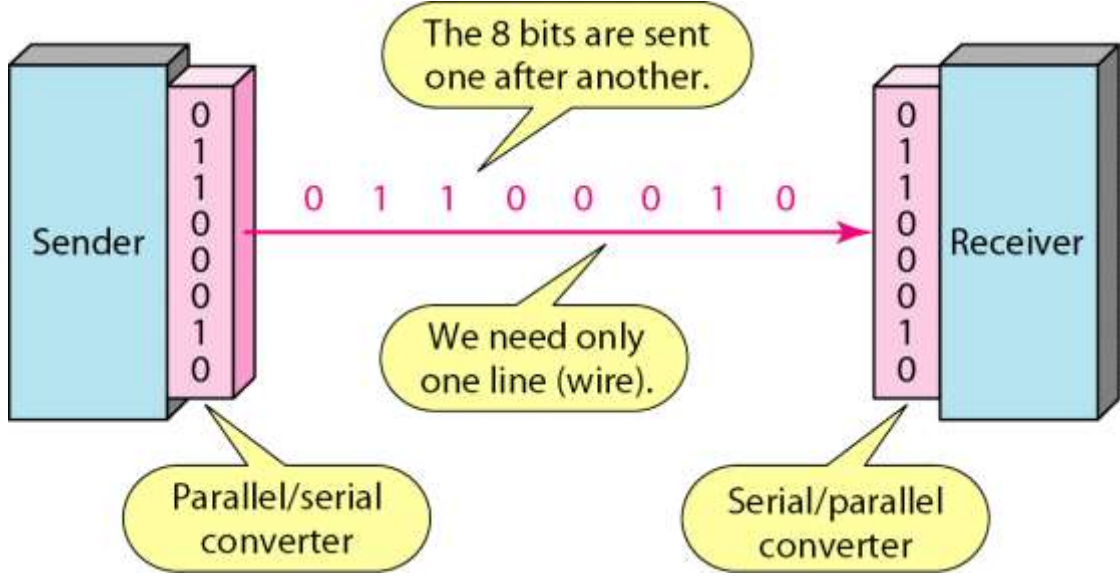 The 8 bits are sent
one after another.
0
1
1
0
0
0
1
0
0 1 1 0 0 0 1 0
0
1
1
0
0
0
1
0
Sender
Receiver
We need only
one line (wire).
Parallel/serial
converter
Serial/parallel
converter